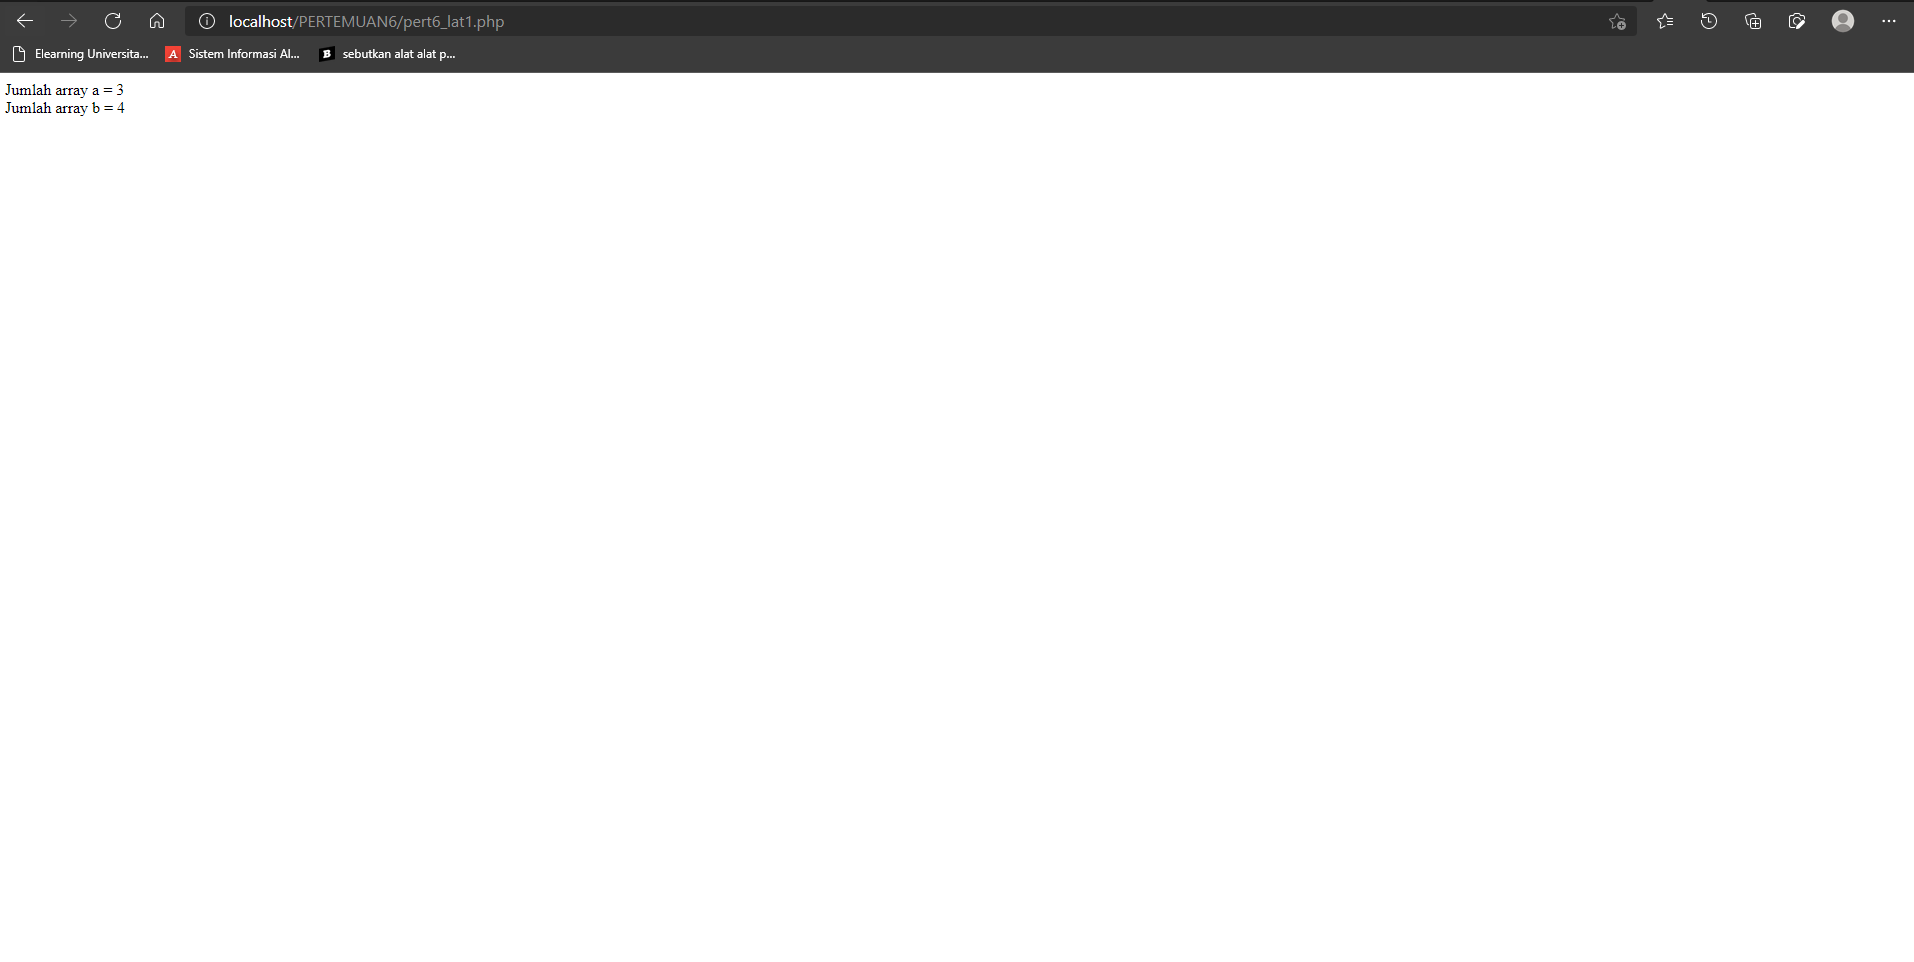 localhost/PERTEMUAN6/pert6_lat1.php
Elearning Universita... A Sistem Informasi Al... B sebutkan alat alat p...
Jumlah array a = 3
Jumlah array b = 4